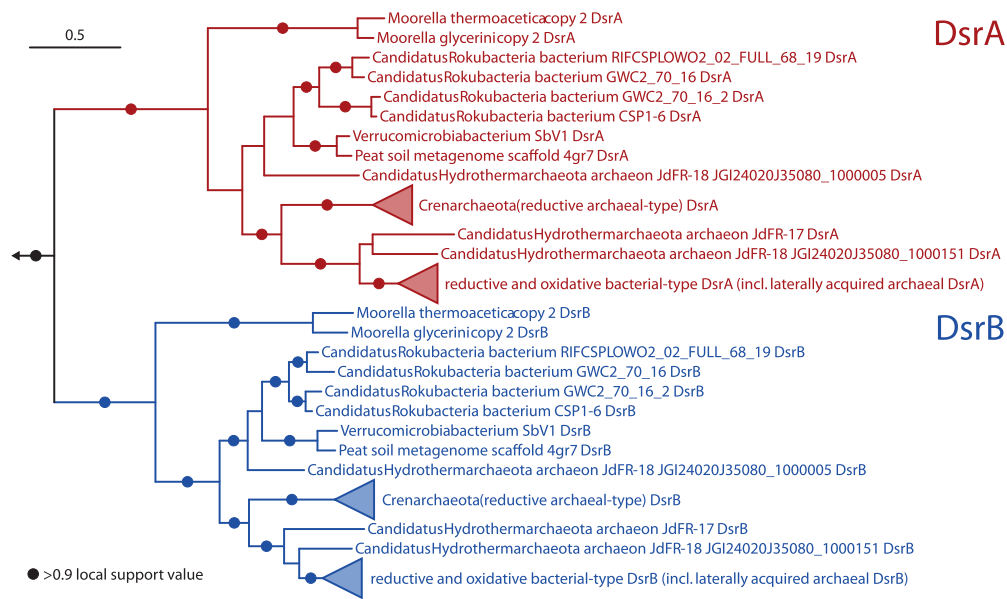 0.5
DsrA
Moorella thermoaceticacopy 2 DsrA
Moorella glycerinicopy 2 DsrA
CandidatusRokubacteria bacterium RIFCSPLOWO2_02_FULL_68_19 DsrA
CandidatusRokubacteria bacterium GWC2_70_16 DsrA
CandidatusRokubacteria bacterium GWC2_70_16_2 DsrA
CandidatusRokubacteria bacterium CSP1-6 DsrA
Verrucomicrobiabacterium SbV1 DsrA
Peat soil metagenome scaffold 4gr7 DsrA
CandidatusHydrothermarchaeota archaeon JdFR-18 JGI24020J35080_1000005 DsrA
Crenarchaeota(reductive archaeal-type) DsrA
CandidatusHydrothermarchaeota archaeon JdFR-17 DsrA
CandidatusHydrothermarchaeota archaeon JdFR-18 JGI24020J35080_1000151 DsrA
reductive and oxidative bacterial-type DsrA (incl. laterally acquired archaeal DsrA)
DsrB
Moorella thermoaceticacopy 2 DsrB
Moorella glycerinicopy 2 DsrB
CandidatusRokubacteria bacterium RIFCSPLOWO2_02_FULL_68_19 DsrB
CandidatusRokubacteria bacterium GWC2_70_16 DsrB
CandidatusRokubacteria bacterium GWC2_70_16_2 DsrB
CandidatusRokubacteria bacterium CSP1-6 DsrB
Verrucomicrobiabacterium SbV1 DsrB
Peat soil metagenome scaffold 4gr7 DsrB
CandidatusHydrothermarchaeota archaeon JdFR-18 JGI24020J35080_1000005 DsrB
Crenarchaeota(reductive archaeal-type) DsrB
CandidatusHydrothermarchaeota archaeon JdFR-17 DsrB
CandidatusHydrothermarchaeota archaeon JdFR-18 JGI24020J35080_1000151 DsrB
reductive and oxidative bacterial-type DsrB (incl. laterally acquired archaeal DsrB)
>0.9 local support value